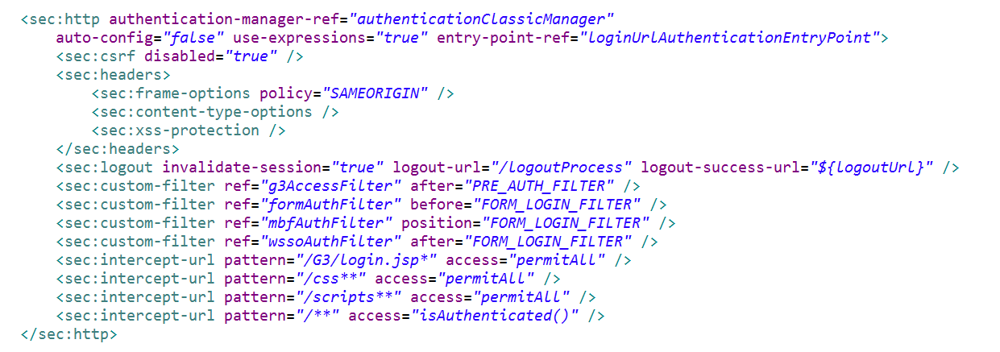 <sec:http authentication-manager-ref="authenticationClassicManager"
    auto-config="false" use-expressions="true" entry-point-ref="loginUrlAuthenticationEntryPoint">
    <sec:csrf disabled="true" />
    <sec:headers>
        <sec:frame-options policy="SAMEORIGIN" />
        <sec:content-type-options />
        <sec:xss-protection />
    </sec:headers>
    <sec:logout invalidate-session="true" logout-url="/logoutProcess" logout-success-url="${logoutUrl}" />
    <sec:custom-filter ref="g3AccessFilter" after="PRE_AUTH_FILTER" />
    <sec:custom-filter ref="formAuthFilter" before="FORM_LOGIN_FILTER" />
    <sec:custom-filter ref="mbfAuthFilter" position="FORM_LOGIN_FILTER" />
    <sec:custom-filter ref="wssoAuthFilter" after="FORM_LOGIN_FILTER" />
    <sec:intercept-url pattern="/G3/login.jsp*" access="permitAll" />
    <sec:intercept-url pattern="/css**" access="permitAll" />
    <sec:intercept-url pattern="/scripts**" access="permitAll" />
    <sec:intercept-url pattern="/**" access="isAuthenticated()" />
</sec:http>